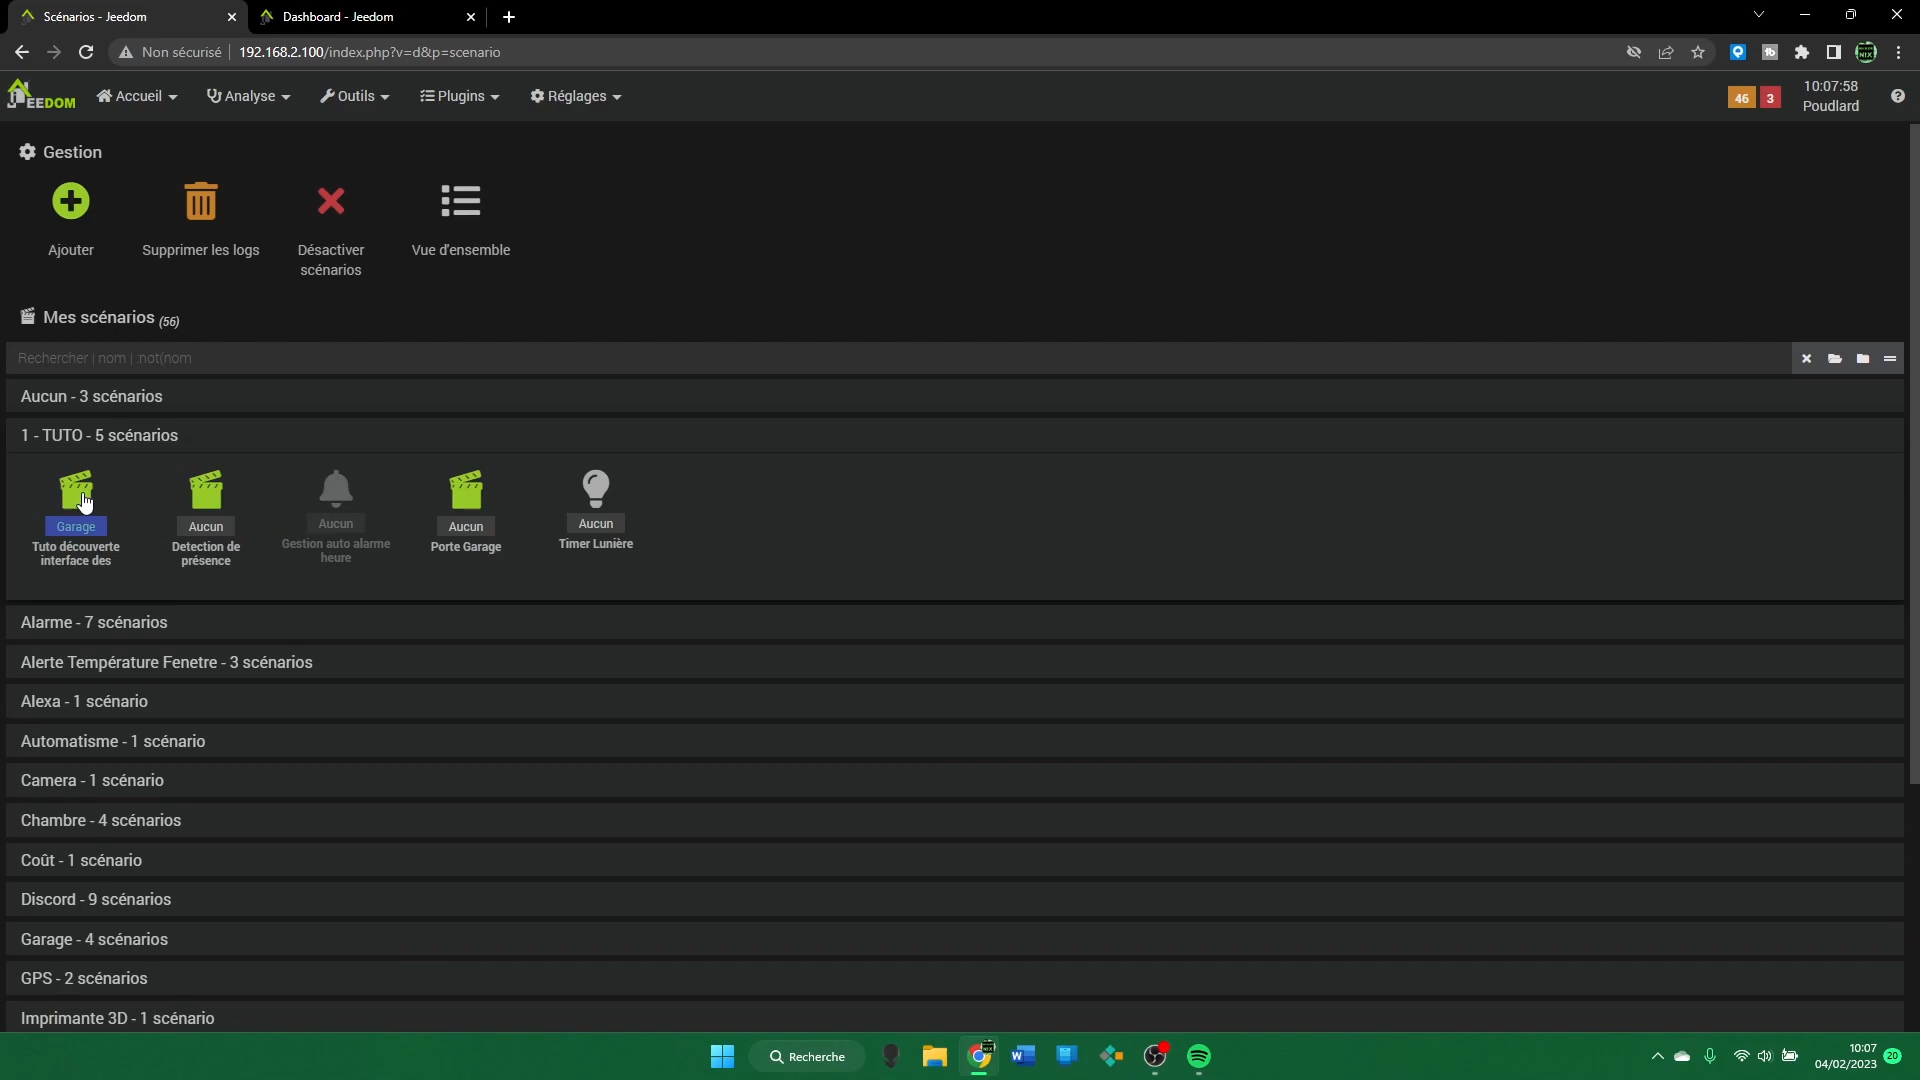 Scénarios - Jeedom
Dashboard - Jeedom
Non sécurisé
192.168.2.100/index.php?v=d&p=scenario
JEEDOM
Accueil
Analyse
Outils
Plugins
Réglages
46
3
10:07:58
Poudlard
Gestion
Ajouter
Supprimer les logs
Désactiver
scénarios
Vue d'ensemble
Mes scénarios (56)
Rechercher | nom | :not(nom
Aucun - 3 scénarios
1 - TUTO - 5 scénarios
Garage
Tuto découverte
interface des
Aucun
Detection de
présence
Aucun
Gestion auto alarme
heure
Aucun
Porte Garage
Aucun
Timer Lunière
Alarme - 7 scénarios
Alerte Température Fenetre - 3 scénarios
Alexa - 1 scénario
Automatisme - 1 scénario
Camera - 1 scénario
Chambre - 4 scénarios
Coût - 1 scénario
Discord - 9 scénarios
Garage - 4 scénarios
GPS - 2 scénarios
Imprimante 3D - 1 scénario
Recherche
10:07
04/02/2023
20